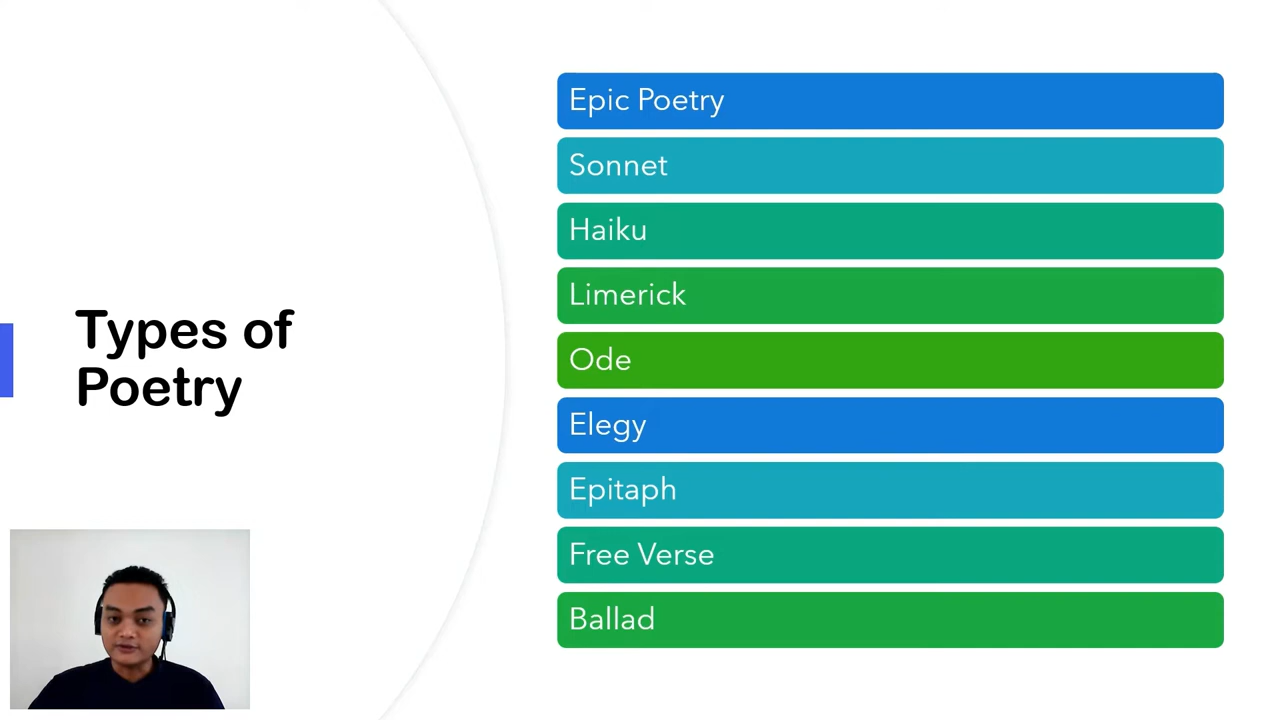 Types of
Poetry
Epic Poetry
Sonnet
Haiku
Limerick
Ode
Elegy
Epitaph
Free Verse
Ballad